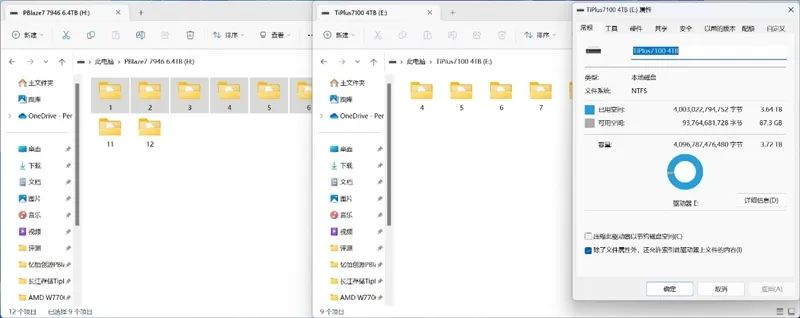 PBlaze7 7946 6.4TB (H:)
新建
排序
查看
此电脑 > PBlaze7 7946 6.4TB (H:)
主文件夹
图库
OneDrive - Per
桌面
下载
文档
图片
音乐
视频
评测
忆恒创源PBla
长江存储TiPl
AMD W770
1 2 3 4 5 6
11 12
12 个项目 已选择 9 个项目
TiPlus7100 4TB (E:)
新建
排序
此电脑 > TiPlus7100 4TB (E:)
主文件夹
图库
OneDrive - Per
桌面
下载
文档
图片
音乐
视频
评测
忆恒创源PBla
长江存储TiPl
AMD W770
4 5 6 7
9 个项目
TiPlus7100 4TB (E:) 属性
常规 工具 硬件 共享 安全 以前的版本 配额 自定义
TiPlus7100 4TB
类型: 本地磁盘
文件系统: NTFS
已用空间: 4,003,022,794,752 字节 3.64 TB
可用空间: 93,764,681,728 字节 87.3 GB
容量: 4,096,787,476,480 字节 3.72 TB
驱动器 E:
详细信息(D)
压缩此驱动器以节约磁盘空间(C)
除了文件属性外，还允许索引此驱动器上文件的内容(I)
确定 取消 应用(A)